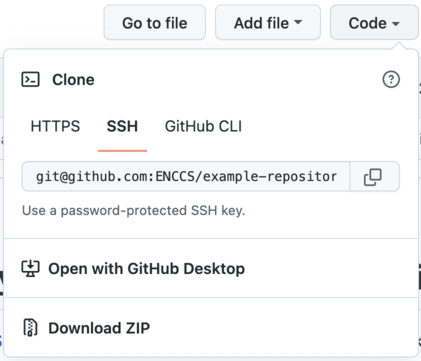 Go to file Add file Code
Clone
HTTPS SSH GitHub CLI
git@github.com:ENCCS/example-repositor
Use a password-protected SSH key.
Open with GitHub Desktop
Download ZIP